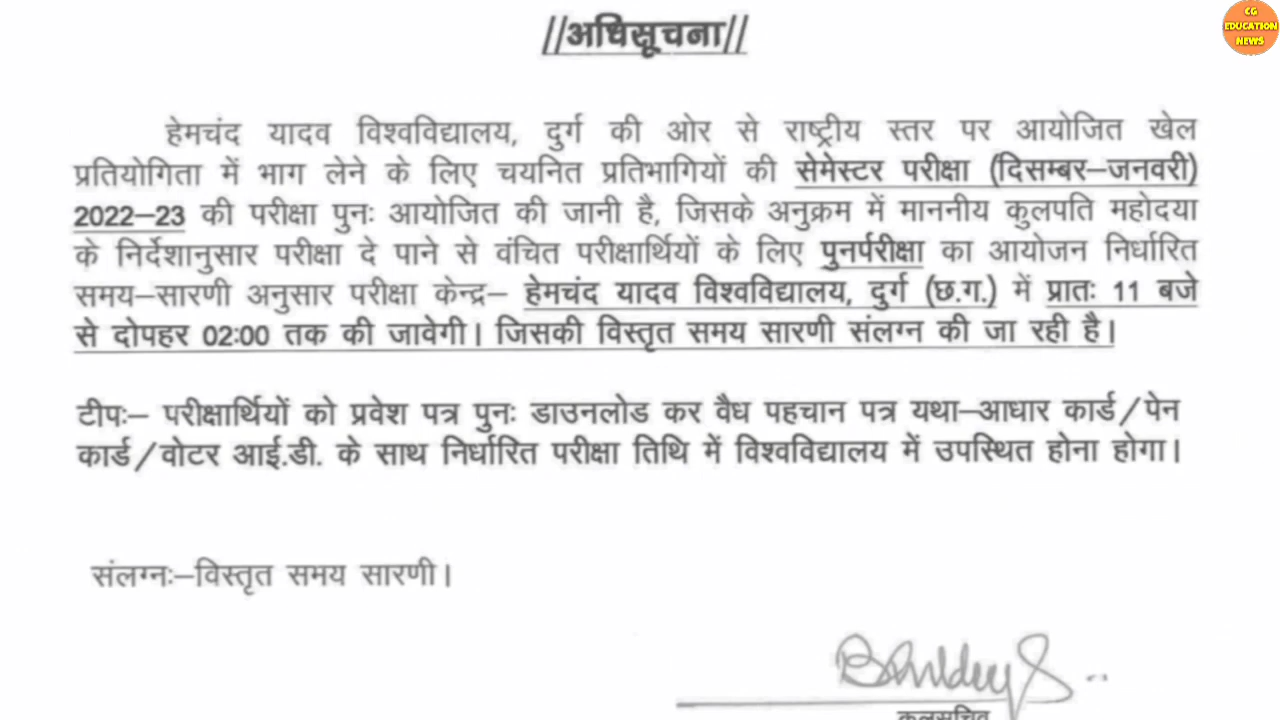 //अधिसूचना//
CG
EDUCATION
NEWS
हेमचंद यादव विश्वविद्यालय, दुर्ग की ओर से राष्ट्रीय स्तर पर आयोजित खेल
प्रतियोगिता में भाग लेने के लिए चयनित प्रतिभागियों की सेमेस्टर परीक्षा (दिसम्बर–जनवरी)
2022–23 की परीक्षा पुनः आयोजित की जानी है, जिसके अनुक्रम में माननीय कुलपति महोदया
के निर्देशानुसार परीक्षा दे पाने से वंचित परीक्षार्थियों के लिए पुनर्परीक्षा का आयोजन निर्धारित
समय–सारणी अनुसार परीक्षा केन्द्र– हेमचंद यादव विश्वविद्यालय, दुर्ग (छ.ग.) में प्रातः 11 बजे
से दोपहर 02:00 तक की जावेगी। जिसकी विस्तृत समय सारणी संलग्न की जा रही है।
टीपः– परीक्षार्थियों को प्रवेश पत्र पुनः डाउनलोड कर वैध पहचान पत्र यथा–आधार कार्ड/पेन
कार्ड/वोटर आई.डी. के साथ निर्धारित परीक्षा तिथि में विश्वविद्यालय में उपस्थित होना होगा।
संलग्नः–विस्तृत समय सारणी।
कुलसचिव